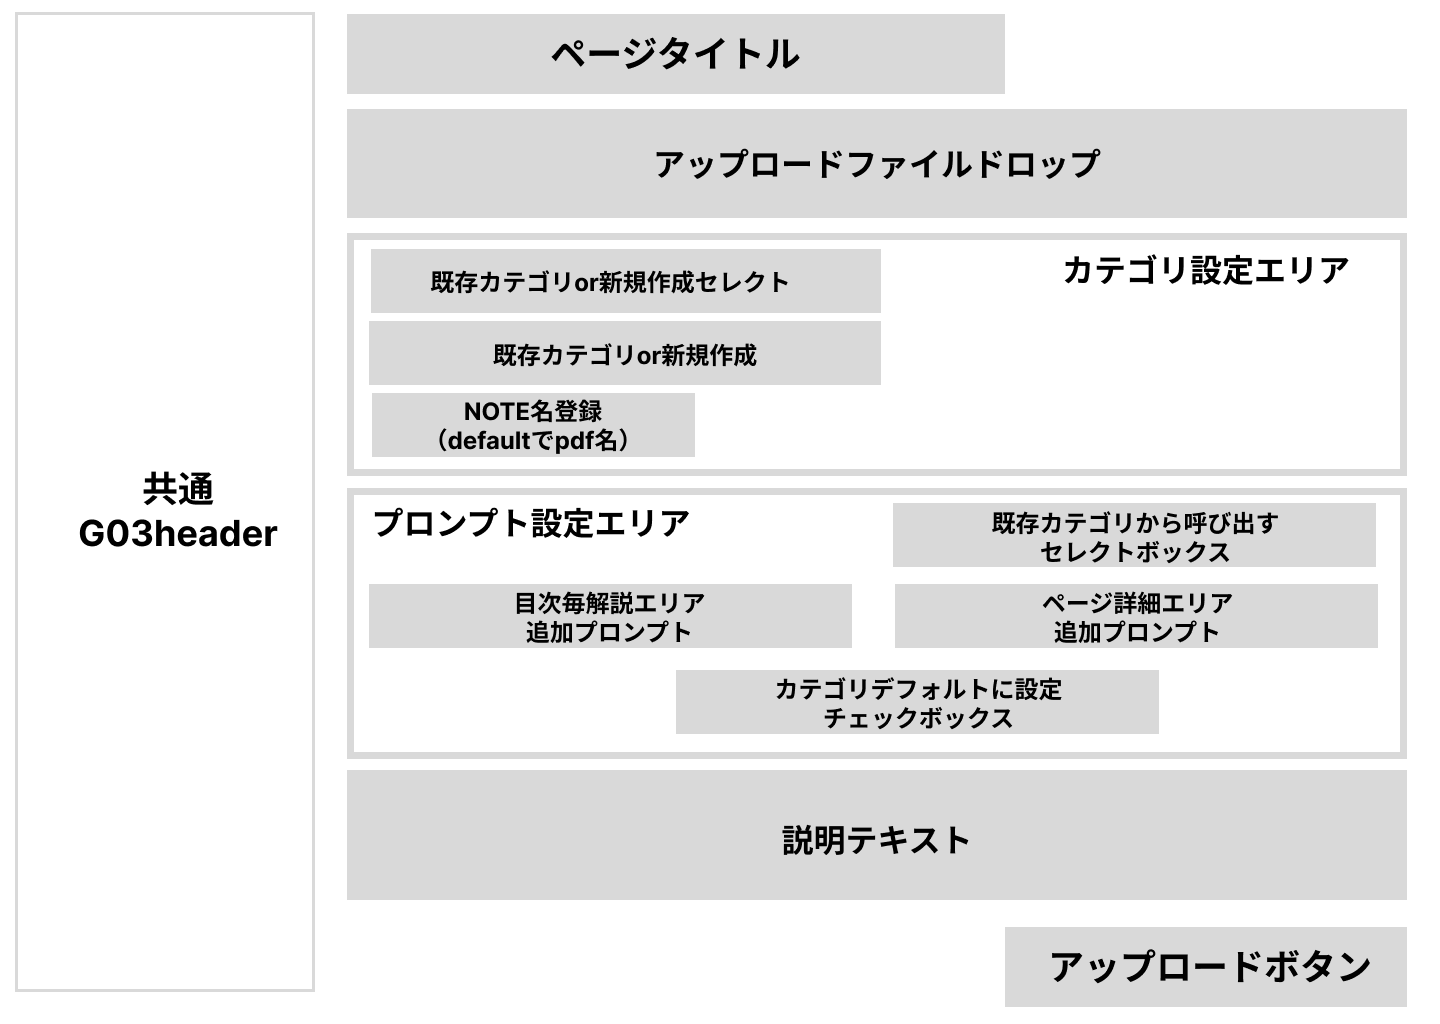 共通
G03header
ページタイトル
アップロードファイルドロップ
カテゴリ設定エリア
既存カテゴリor新規作成セレクト
既存カテゴリor新規作成
NOTE名登録
（defaultでpdf名）
プロンプト設定エリア
既存カテゴリから呼び出す
セレクトボックス
目次毎解説エリア
追加プロンプト
ページ詳細エリア
追加プロンプト
カテゴリデフォルトに設定
チェックボックス
説明テキスト
アップロードボタン